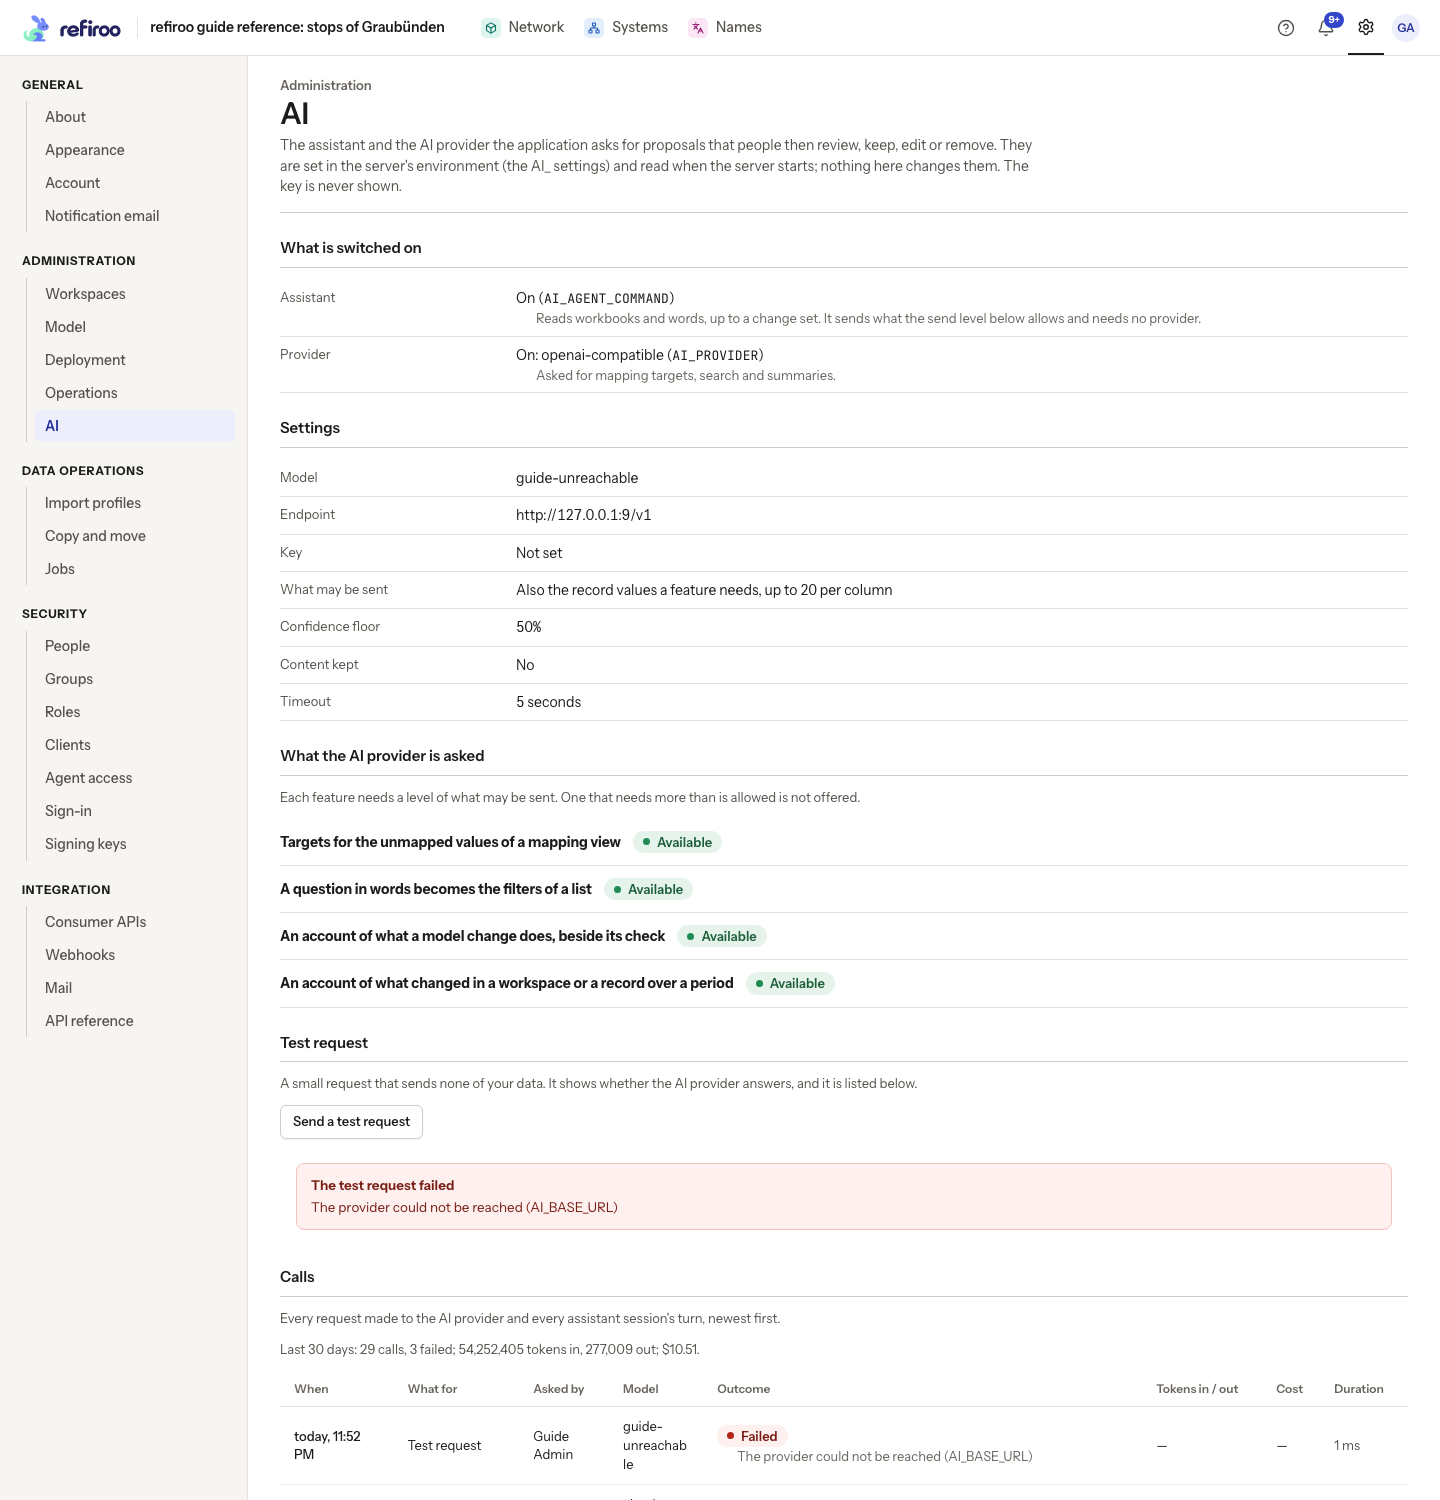 refiroo
refiroo guide reference: stops of Graubünden
Network
Systems
Names
9+
GA
GENERAL
About
Appearance
Account
Notification email
ADMINISTRATION
Workspaces
Model
Deployment
Operations
AI
DATA OPERATIONS
Import profiles
Copy and move
Jobs
SECURITY
People
Groups
Roles
Clients
Agent access
Sign-in
Signing keys
INTEGRATION
Consumer APIs
Webhooks
Mail
API reference
Administration
AI
The assistant and the AI provider the application asks for proposals that people then review, keep, edit or remove. They
are set in the server's environment (the AI_ settings) and read when the server starts; nothing here changes them. The
key is never shown.
What is switched on
Assistant
On (AI_AGENT_COMMAND)
Reads workbooks and words, up to a change set. It sends what the send level below allows and needs no provider.
Provider
On: openai-compatible (AI_PROVIDER)
Asked for mapping targets, search and summaries.
Settings
Model
guide-unreachable
Endpoint
http://127.0.0.1:9/v1
Key
Not set
What may be sent
Also the record values a feature needs, up to 20 per column
Confidence floor
50%
Content kept
No
Timeout
5 seconds
What the AI provider is asked
Each feature needs a level of what may be sent. One that needs more than is allowed is not offered.
Targets for the unmapped values of a mapping view
Available
A question in words becomes the filters of a list
Available
An account of what a model change does, beside its check
Available
An account of what changed in a workspace or a record over a period
Available
Test request
A small request that sends none of your data. It shows whether the AI provider answers, and it is listed below.
Send a test request
The test request failed
The provider could not be reached (AI_BASE_URL)
Calls
Every request made to the AI provider and every assistant session's turn, newest first.
Last 30 days: 29 calls, 3 failed; 54,252,405 tokens in, 277,009 out; $10.51.
When
What for
Asked by
Model
Outcome
Tokens in / out
Cost
Duration
today, 11:52
PM
Test request
Guide
Admin
guide-
unreachab
le
Failed
The provider could not be reached (AI_BASE_URL)
—
—
1 ms